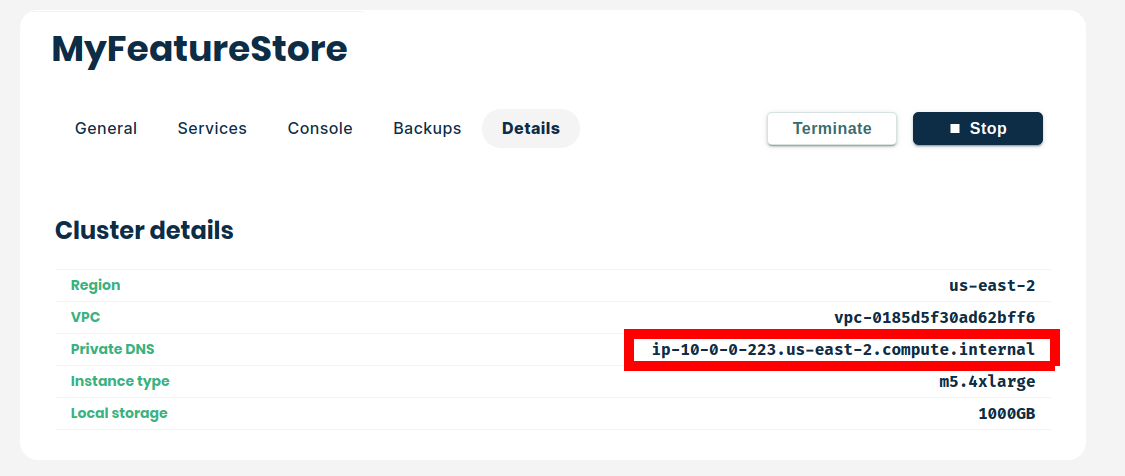 MyFeatureStore
General Services Console Backups Details Terminate Stop
Cluster details
Region us-east-2
VPC vpc-0185d5f30ad62bff6
Private DNS ip-10-0-0-223.us-east-2.compute.internal
Instance type m5.4xlarge
Local storage 1000GB